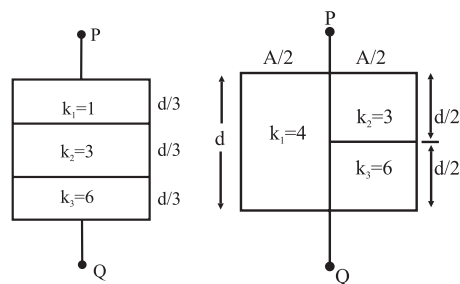 P
k₁=1
d/3
k₂=3
d/3
k₃=6
d/3
Q
P
A/2 A/2
d
k₁=4
k₂=3
d/2
k₃=6
d/2
Q